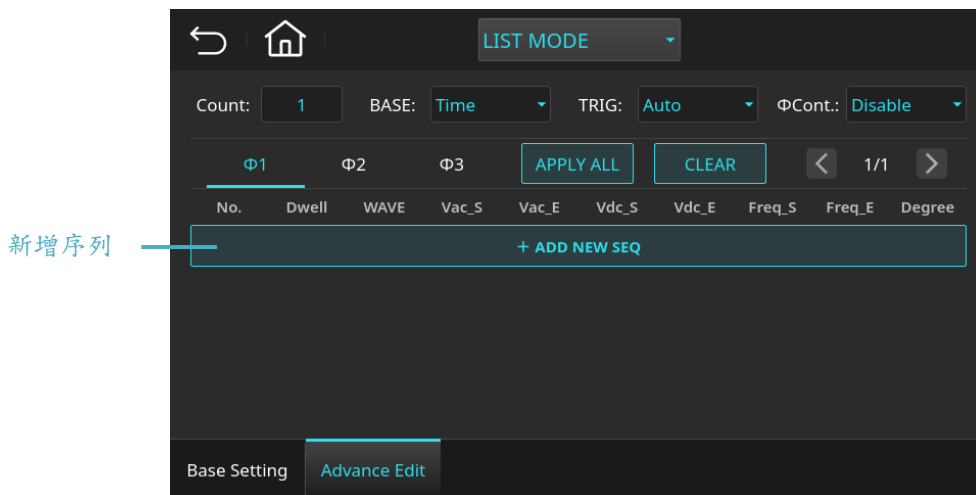 LIST MODE
Count: 1 BASE: Time TRIG: Auto ΦCont.: Disable
Φ1 Φ2 Φ3 APPLY ALL CLEAR 1/1
No. Dwell WAVE Vac_S Vac_E Vdc_S Vdc_E Freq_S Freq_E Degree
新增序列 + ADD NEW SEQ
Base Setting Advance Edit